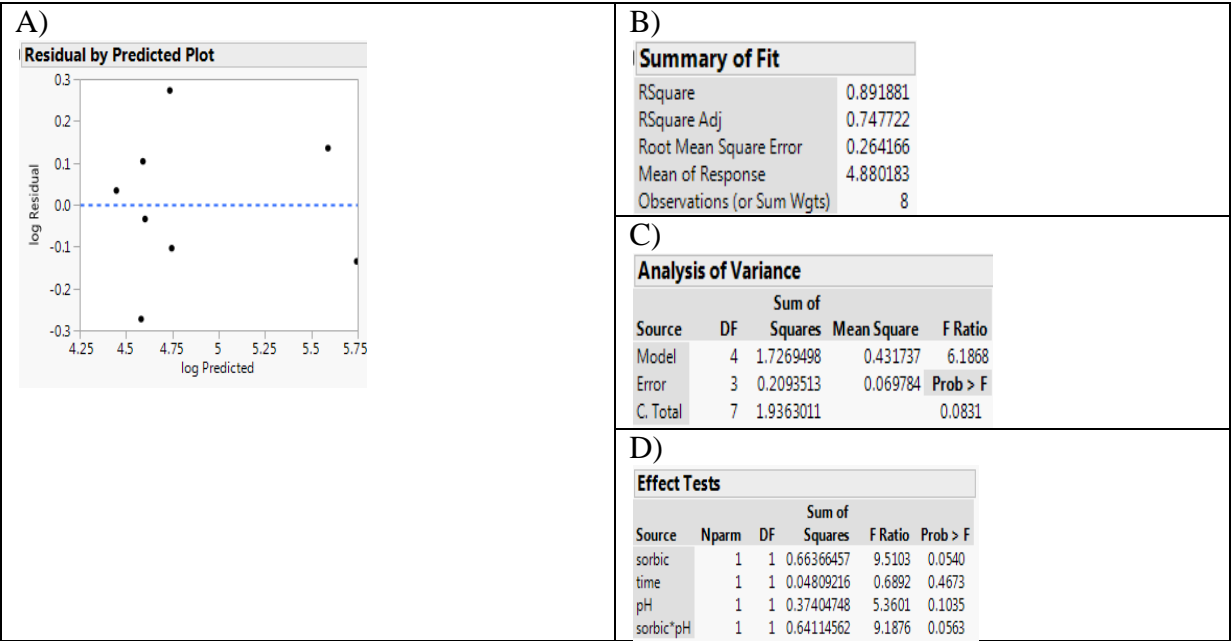 A)
Residual by Predicted Plot
0.3
0.2
0.1
0.0
-0.1
-0.2
-0.3
log Residual
4.25 4.5 4.75 5 5.25 5.5 5.75
log Predicted
B)
Summary of Fit
RSquare 0.891881
RSquare Adj 0.747722
Root Mean Square Error 0.264166
Mean of Response 4.880183
Observations (or Sum Wgts) 8
C)
Analysis of Variance
Sum of
Source DF Squares Mean Square F Ratio
Model 4 1.7269498 0.431737 6.1868
Error 3 0.2093513 0.069784 Prob > F
C. Total 7 1.9363011 0.0831
D)
Effect Tests
Sum of
Source Nparm DF Squares F Ratio Prob > F
sorbic 1 1 0.66366457 9.5103 0.0540
time 1 1 0.04809216 0.6892 0.4673
pH 1 1 0.37404748 5.3601 0.1035
sorbic*pH 1 1 0.64114562 9.1876 0.0563